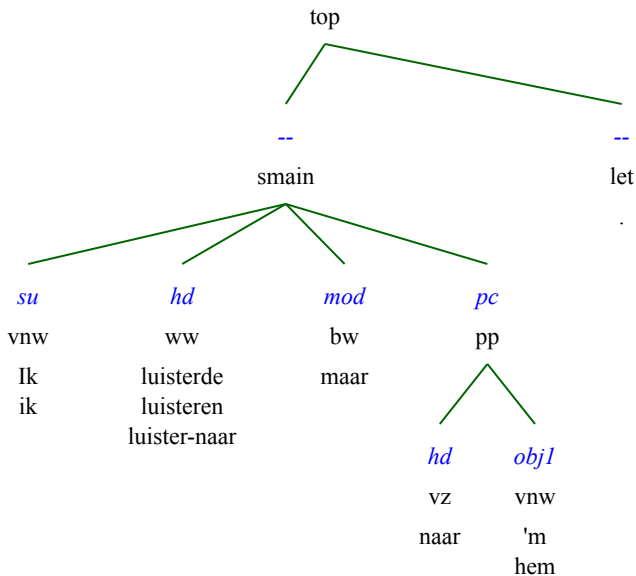 top
-- --
smain let
.
su hd mod pc
vnw ww bw pp
Ik luisterde maar
ik luisteren
luister-naar
hd obj1
vz vnw
naar 'm
hem